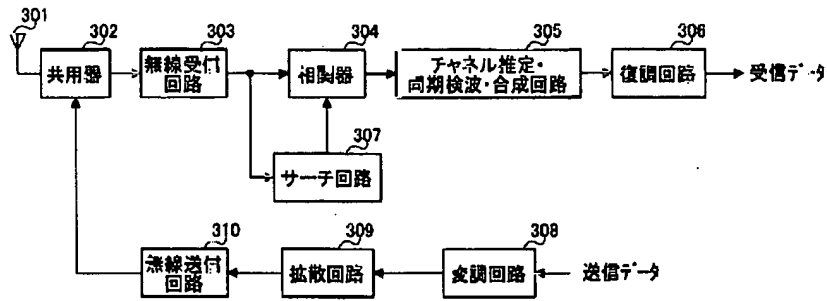 301
302
303
304
305
306
共用器
無線受付
回路
相関器
チャネル推定・
同期検波・合成回路
復調回路
受信データ
307
サーチ回路
310
309
308
無線送付
回路
拡散回路
変調回路
送信データ